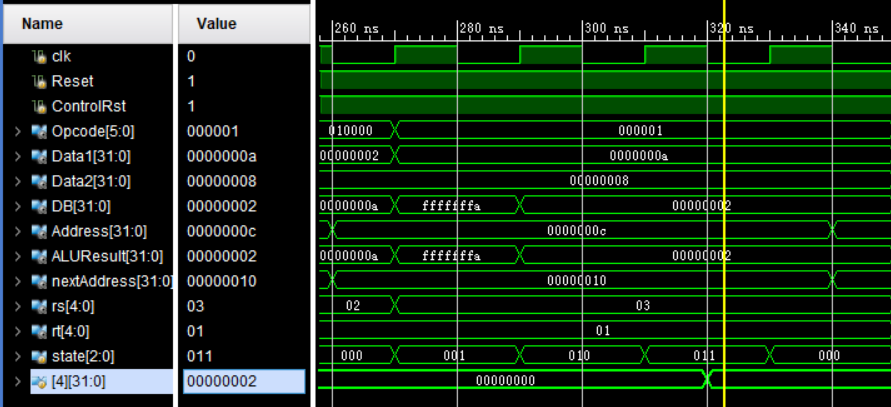 Name Value 260 ns 280 ns 300 ns 320 ns 340 ns
clk 0
Reset 1
ControlRst 1
Opcode[5:0] 000001 010000 000001
Data1[31:0] 0000000a 00000002 0000000a
Data2[31:0] 00000008 00000008
DB[31:0] 00000002 0000000a fffffffa 00000002
Address[31:0] 0000000c 0000000c
ALUResult[31:0] 00000002 0000000a fffffffa 00000002
nextAddress[31:0] 00000010 00000010
rs[4:0] 03 02 03
rt[4:0] 01 01
state[2:0] 011 000 001 010 011 000
[4][31:0] 00000002 00000000